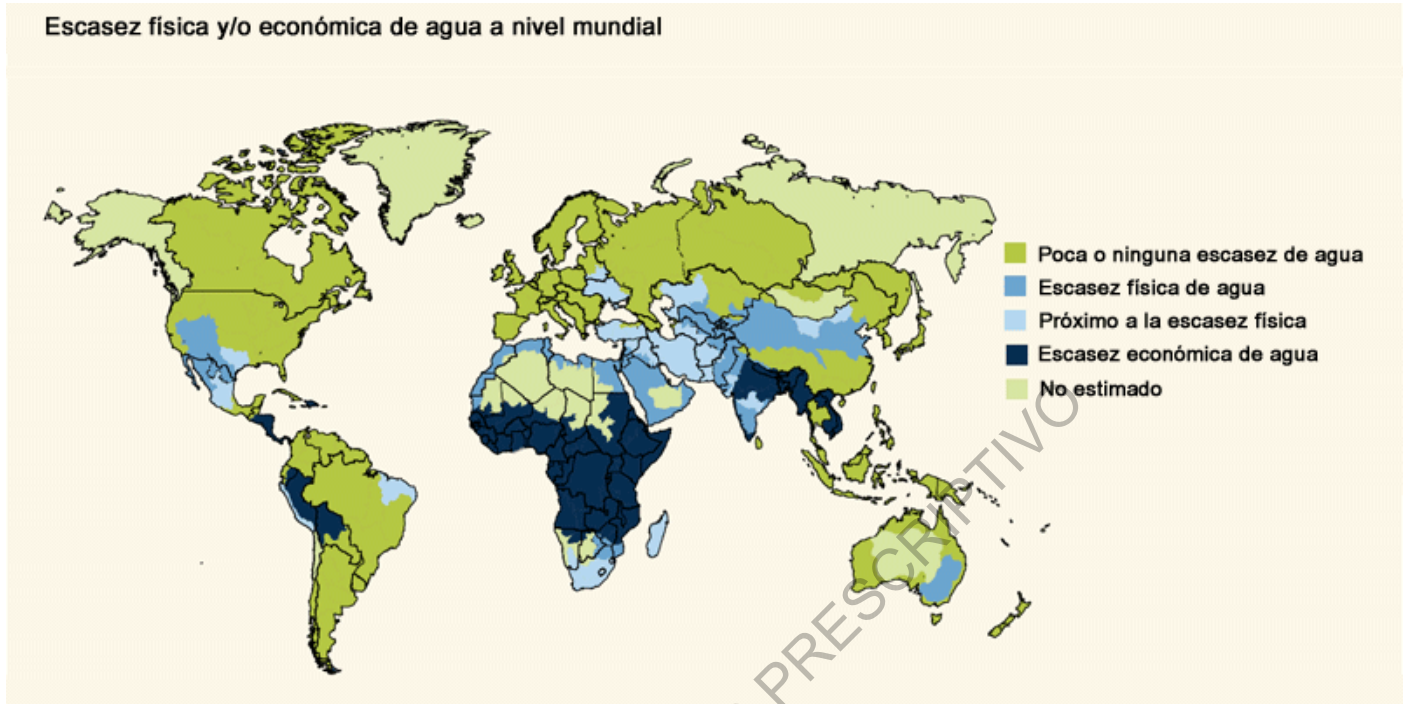 Escasez física y/o económica de agua a nivel mundial
Poca o ninguna escasez de agua
Escasez física de agua
Próximo a la escasez física
Escasez económica de agua
No estimado
PRESCRIPTIVO